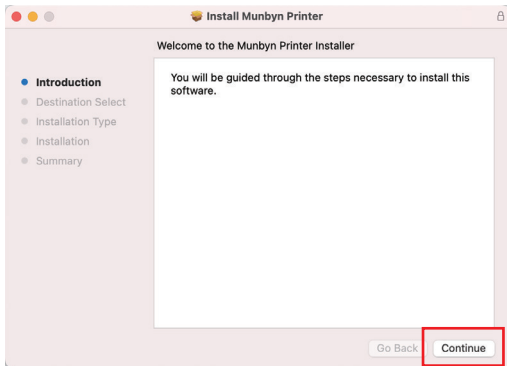 Install Munbyn Printer
Welcome to the Munbyn Printer Installer
Introduction
Destination Select
Installation Type
Installation
Summary
You will be guided through the steps necessary to install this
software.
Go Back
Continue